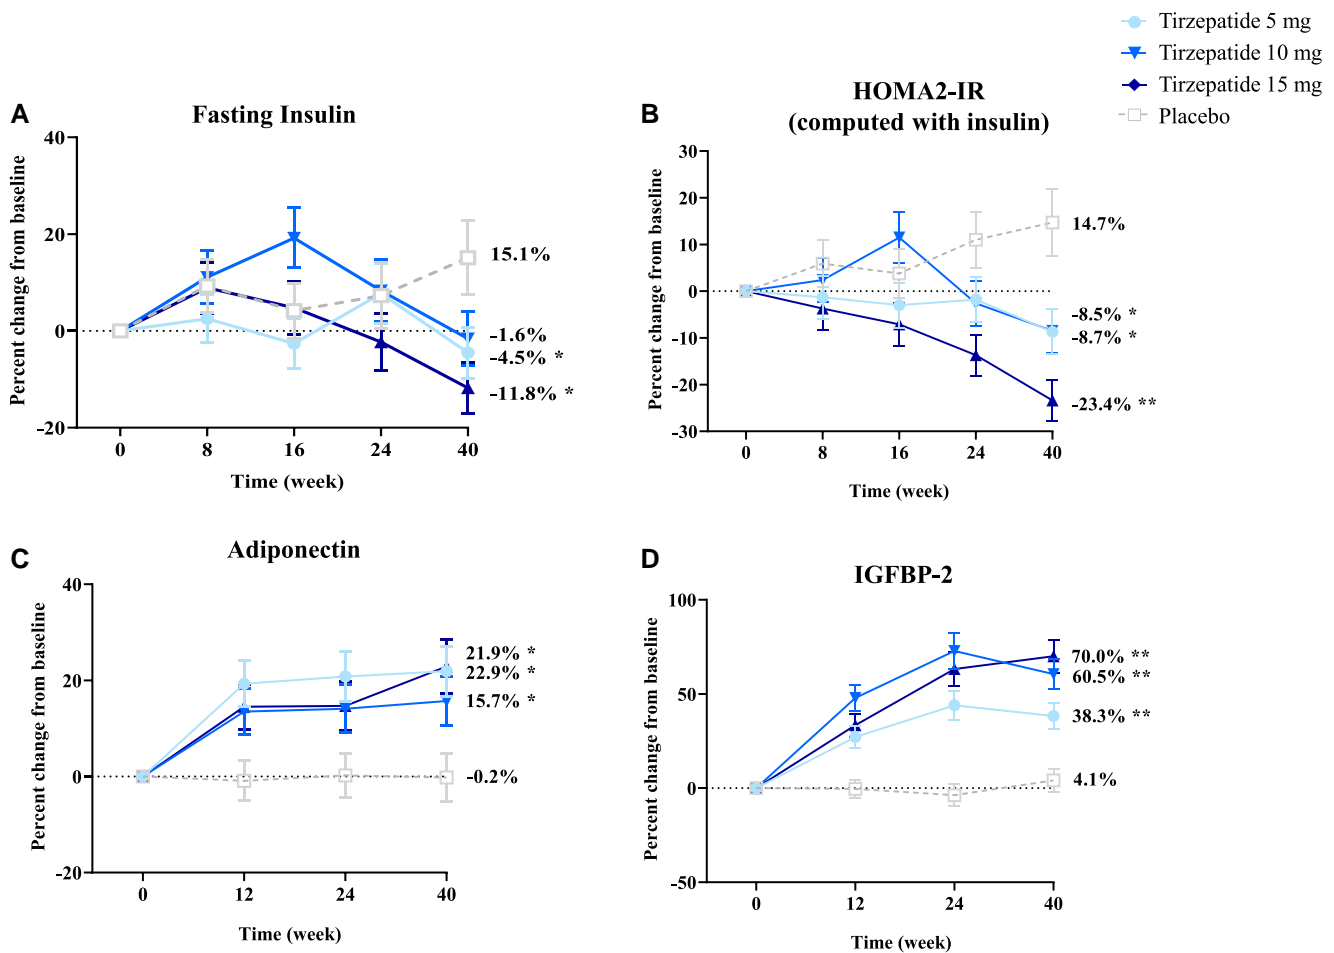 Tirzepatide 5 mg
Tirzepatide 10 mg
Tirzepatide 15 mg
Placebo
A
Fasting Insulin
Percent change from baseline
40
20
0
-20
0 8 16 24 40
Time (week)
15.1%
-1.6%
-4.5% *
-11.8% *
B
HOMA2-IR
(computed with insulin)
Percent change from baseline
30
20
10
0
-10
-20
-30
0 8 16 24 40
Time (week)
14.7%
-8.5% *
-8.7% *
-23.4% **
C
Adiponectin
Percent change from baseline
40
20
0
-20
0 12 24 40
Time (week)
21.9% *
22.9% *
15.7% *
-0.2%
D
IGFBP-2
Percent change from baseline
100
50
0
-50
0 12 24 40
Time (week)
70.0% **
60.5% **
38.3% **
4.1%